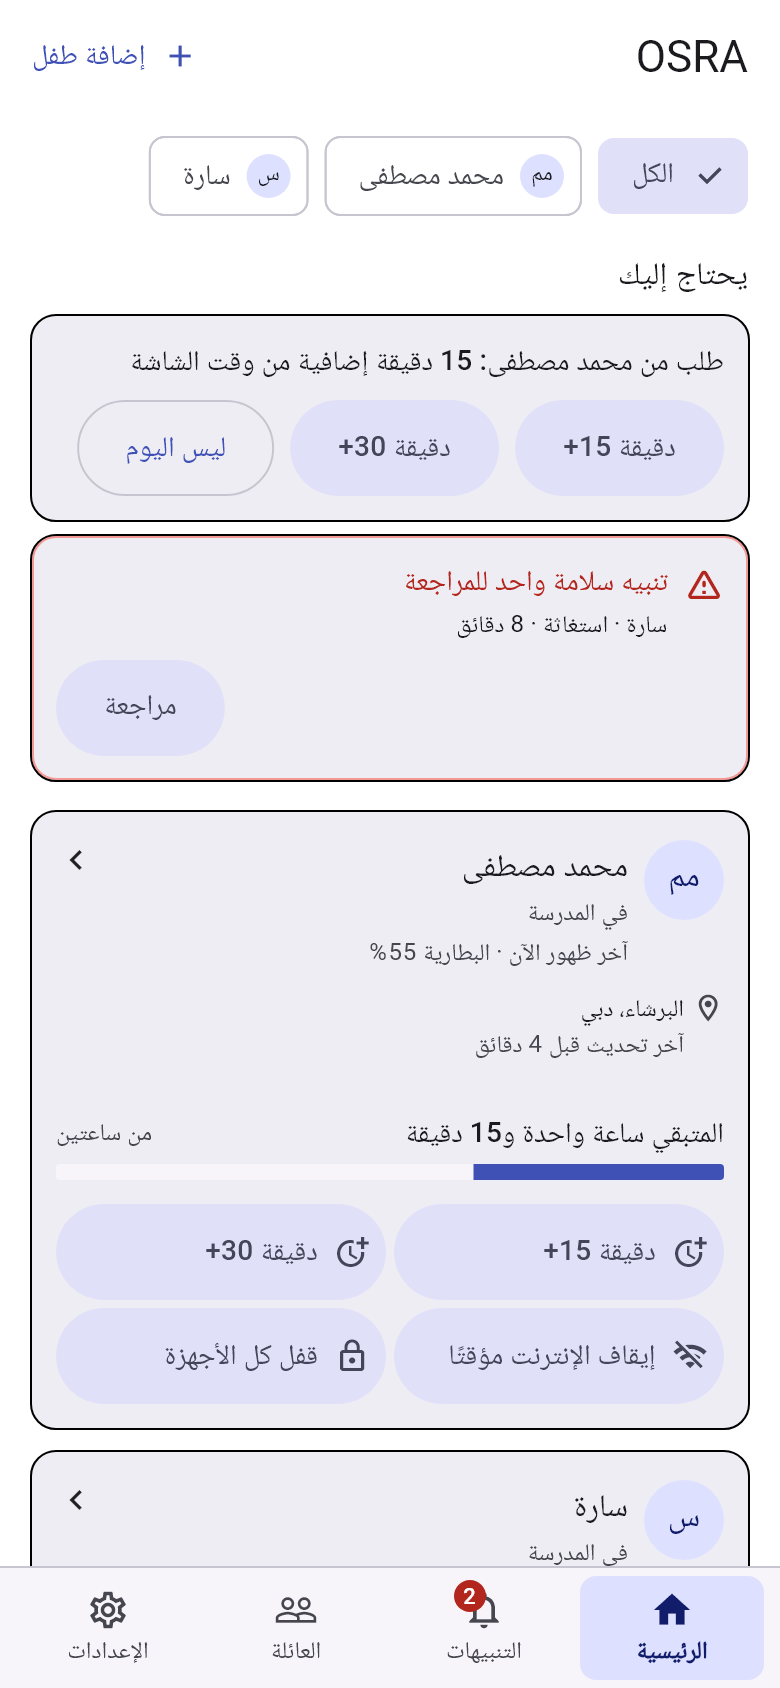 OSRA
إضافة طفل
الكل
مم محمد مصطفى
س سارة
يحتاج إليك
طلب من محمد مصطفى: 15 دقيقة إضافية من وقت الشاشة
+15 دقيقة
+30 دقيقة
ليس اليوم
تنبيه سلامة واحد للمراجعة
سارة · استغاثة · 8 دقائق
مراجعة
مم محمد مصطفى
في المدرسة
آخر ظهور الآن · البطارية 55%
البرشاء، دبي
آخر تحديث قبل 4 دقائق
المتبقي ساعة واحدة و15 دقيقة من ساعتين
+15 دقيقة
+30 دقيقة
إيقاف الإنترنت مؤقتًا
قفل كل الأجهزة
س سارة
في المدرسة
الرئيسية
2 التنبيهات
العائلة
الإعدادات